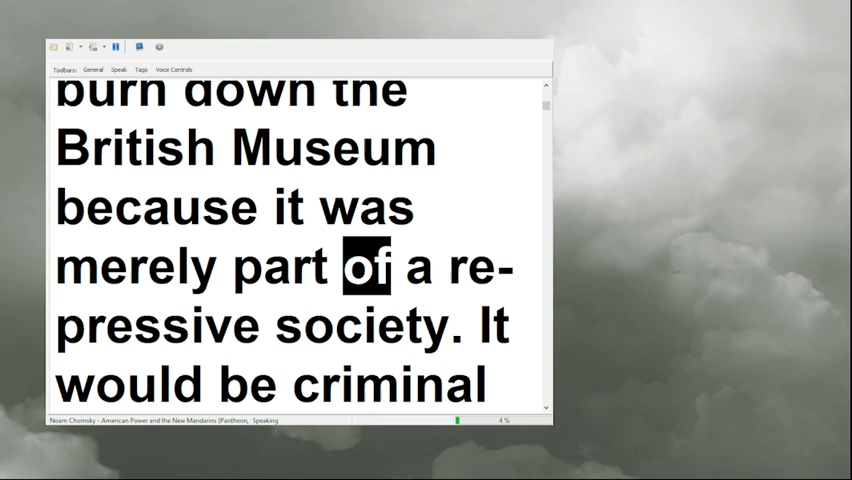 Toolbars: General Speak Tags Voice Controls
burn down the
British Museum
because it was
merely part of a re-
pressive society. It
would be criminal
Noam Chomsky - American Power and the New Mandarins (Pantheon, Speaking 4 %